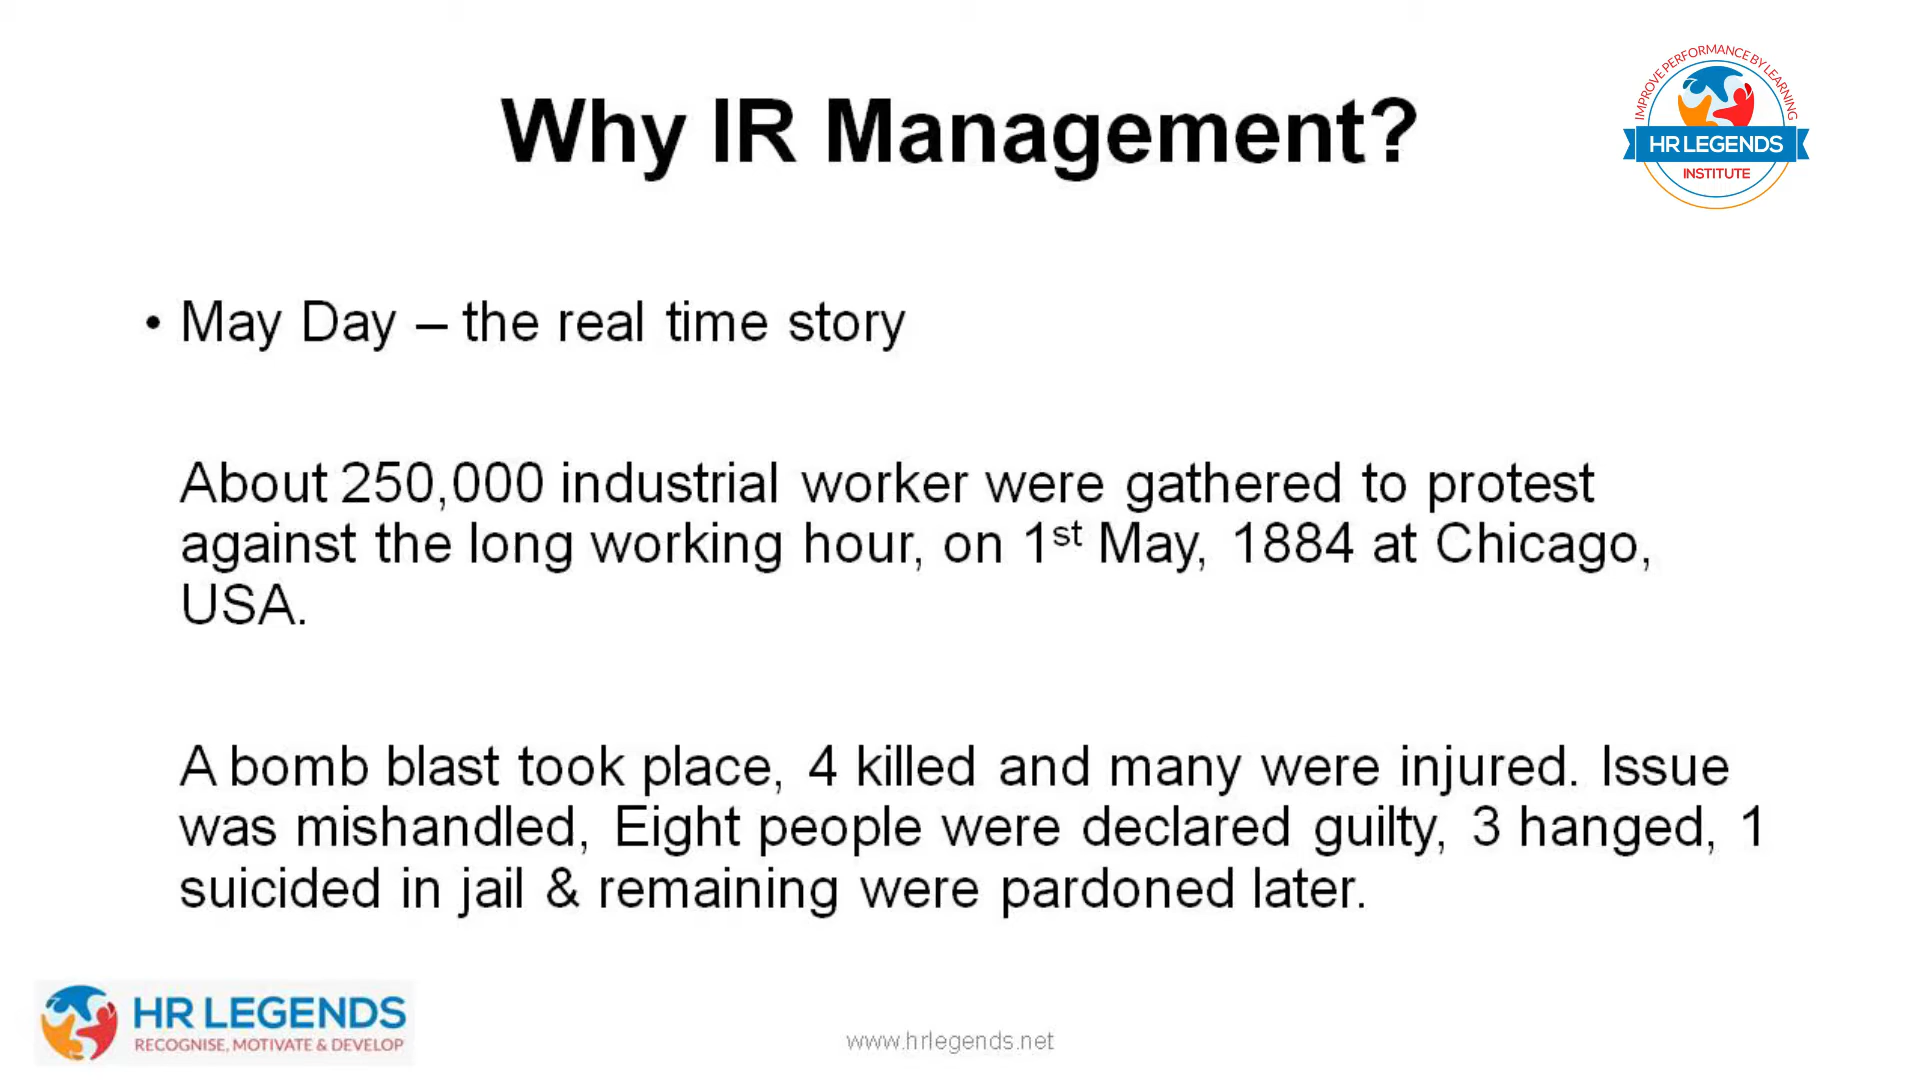 Why IR Management?
IMPROVE PERFORMANCE BY LEARNING
HR LEGENDS
INSTITUTE
• May Day – the real time story
About 250,000 industrial worker were gathered to protest
against the long working hour, on 1st May, 1884 at Chicago,
USA.
A bomb blast took place, 4 killed and many were injured. Issue
was mishandled, Eight people were declared guilty, 3 hanged, 1
suicided in jail & remaining were pardoned later.
HR LEGENDS
RECOGNISE, MOTIVATE & DEVELOP
www.hrlegends.net